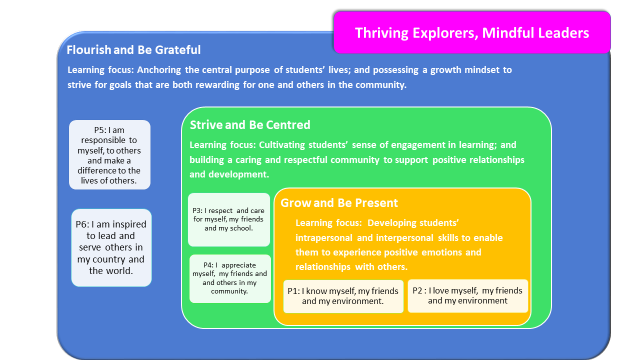 Thriving Explorers, Mindful Leaders
Flourish and Be Grateful
Learning focus: Anchoring the central purpose of students' lives; and possessing a growth mindset to
strive for goals that are both rewarding for one and others in the community.
P5: I am
responsible to
myself, to others
and make a
difference to the
lives of others.
P6: I am inspired
to lead and
serve others in
my country and
the world.
Strive and Be Centred
Learning focus: Cultivating students' sense of engagement in learning; and
building a caring and respectful community to support positive relationships
and development.
P3: I respect and care
for myself, my friends
and my school.
P4: I appreciate
myself, my friends and
and others in my
community.
Grow and Be Present
Learning focus: Developing students'
intrapersonal and interpersonal skills to enable
them to experience positive emotions and
relationships with others.
P1: I know myself, my friends
and my environment.
P2 : I love myself, my friends
and my environment